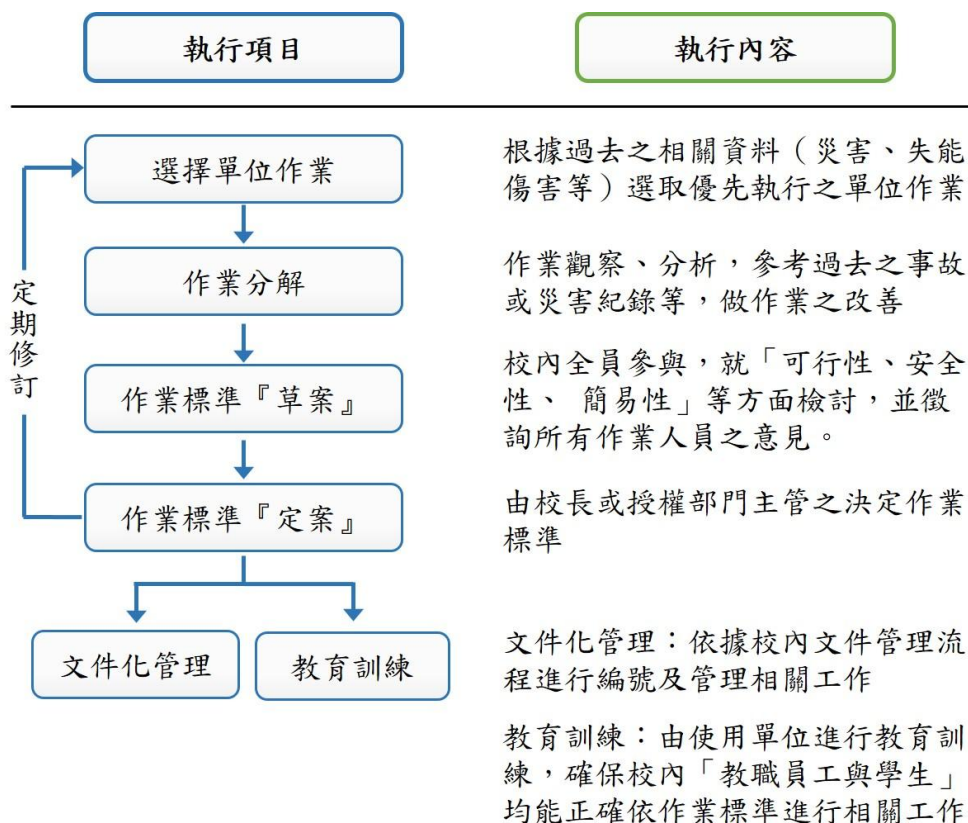 執行項目
執行內容
選擇單位作業
根據過去之相關資料（災害、失能
傷害等）選取優先執行之單位作業
作業分解
作業觀察、分析，參考過去之事故
或災害紀錄等，做作業之改善
定期修訂
作業標準『草案』
校內全員參與，就「可行性、安全
性、 簡易性」等方面檢討，並徵
詢所有作業人員之意見。
作業標準『定案』
由校長或授權部門主管之決定作業
標準
文件化管理
教育訓練
文件化管理：依據校內文件管理流
程進行編號及管理相關工作
教育訓練：由使用單位進行教育訓
練，確保校內「教職員工與學生」
均能正確依作業標準進行相關工作